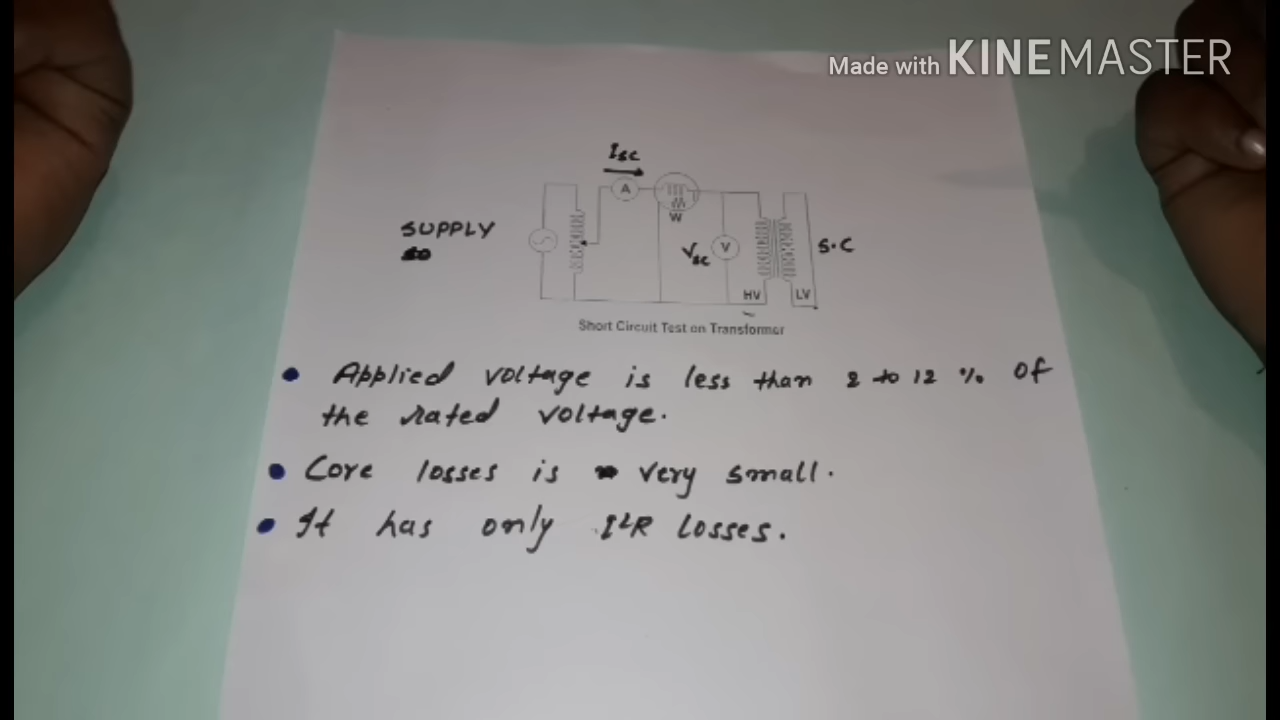 Made with KINEMASTER
Isc
A
W
SUPPLY
Vsc
V
S.C
HV
LV
Short Circuit Test on Transformer
Applied voltage is less than 2 to 12 % of
the rated voltage.
Core losses is very small.
It has only I²R losses.